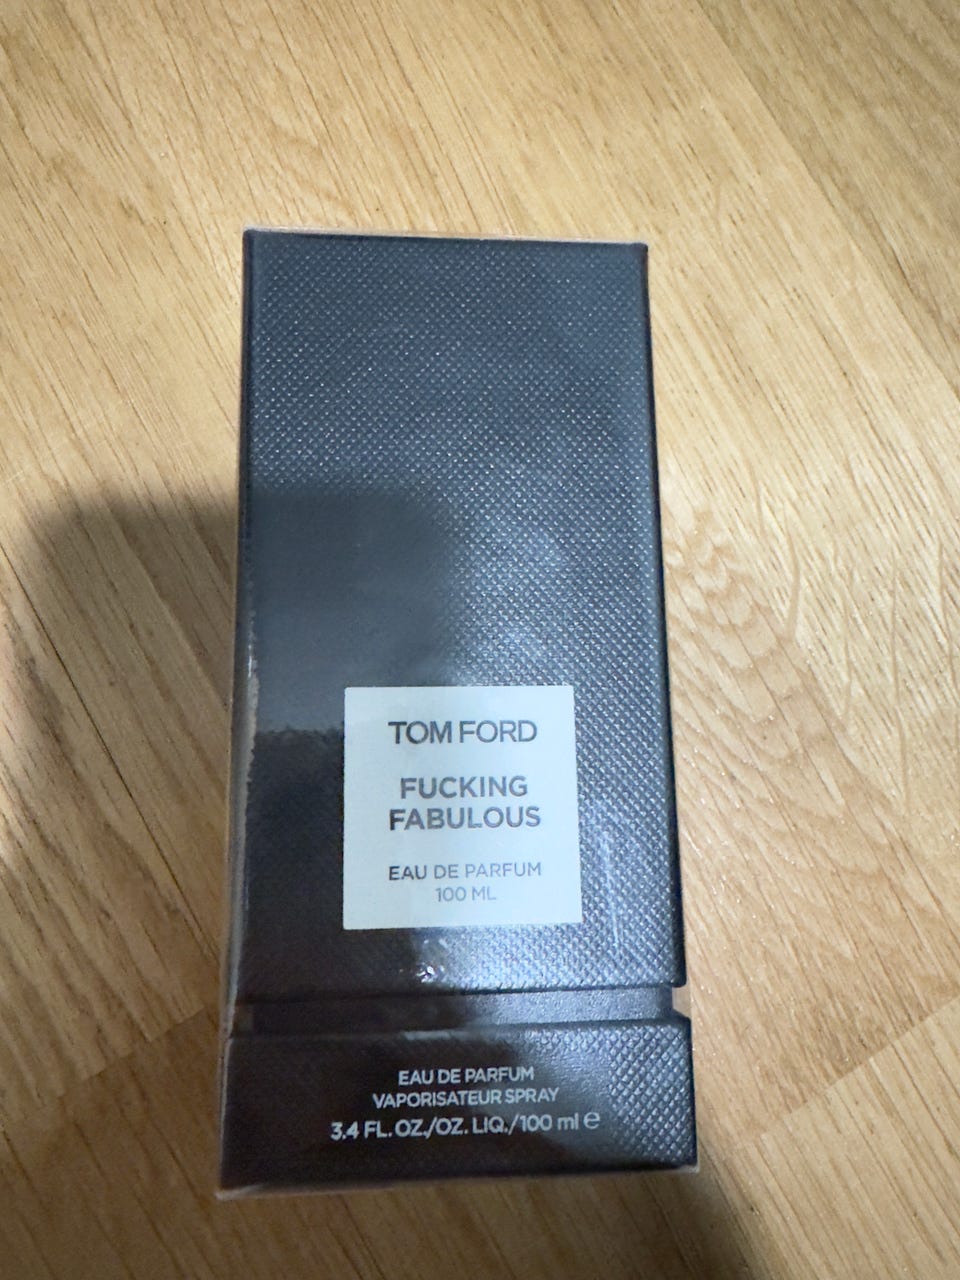 TOM FORD
FUCKING
FABULOUS
EAU DE PARFUM
100 ML
EAU DE PARFUM
VAPORISATEUR SPRAY
3.4 FL. OZ./OZ. LIQ./100 ml ℮